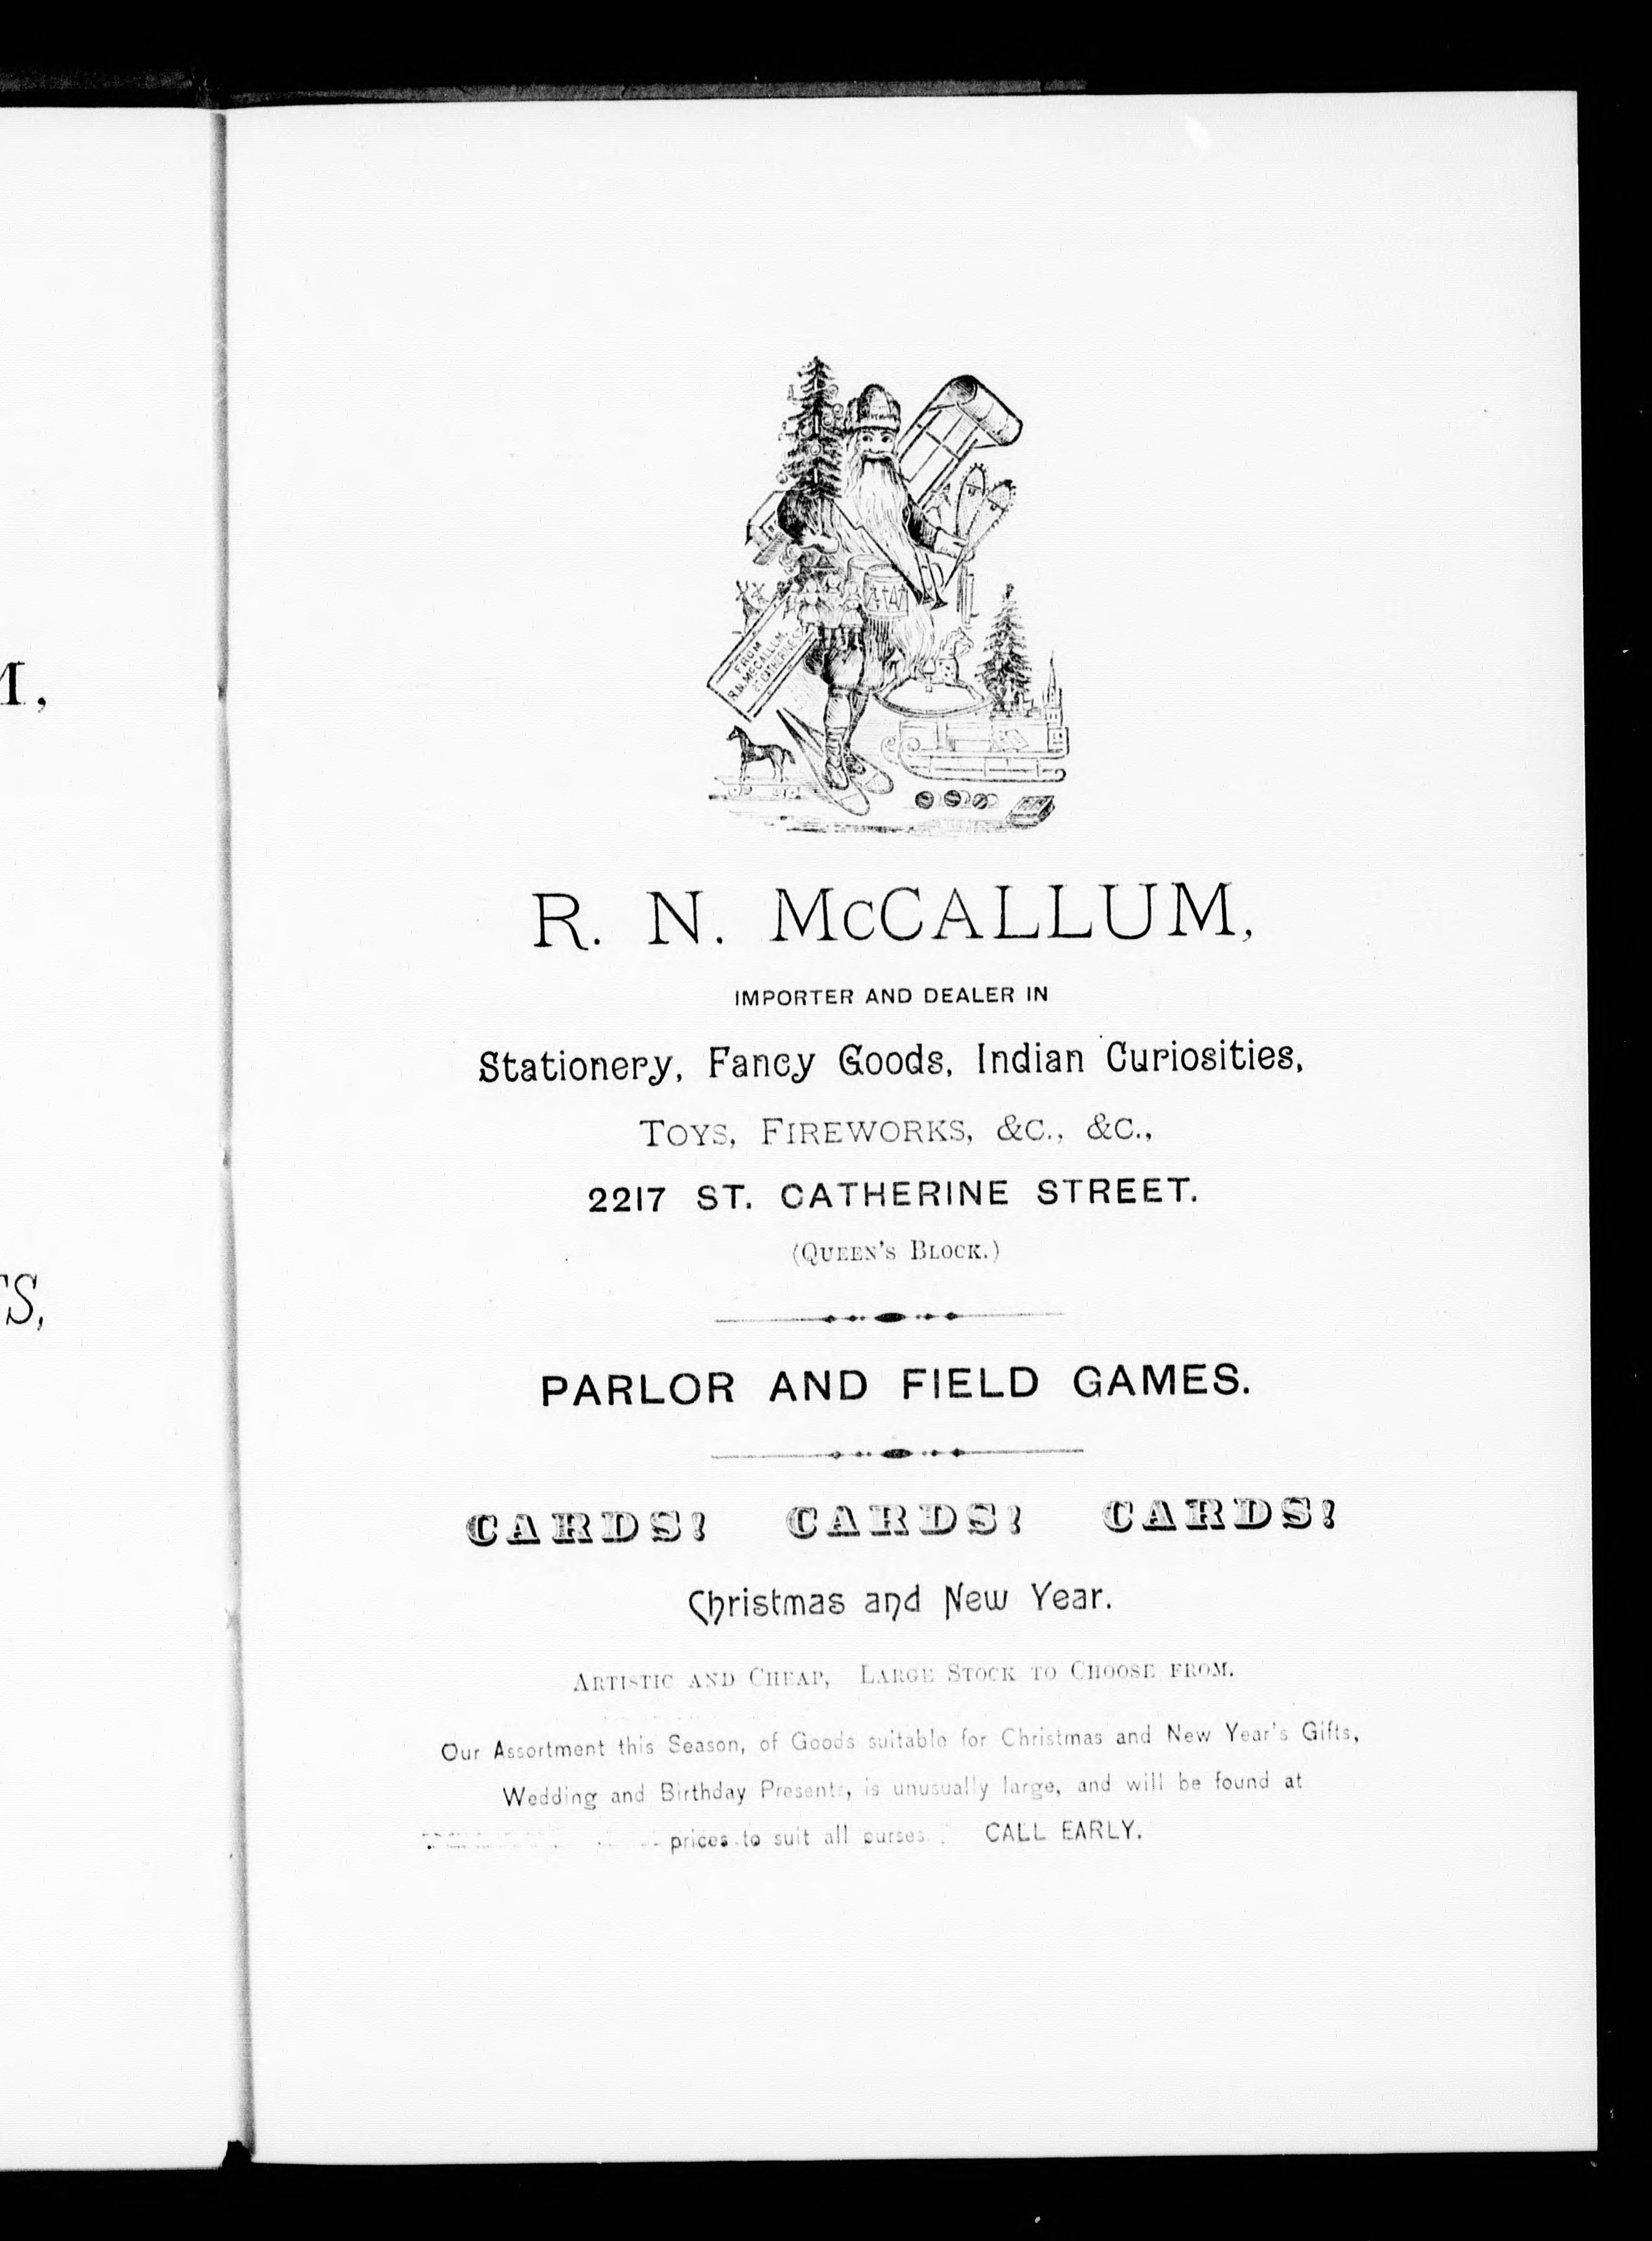 M,
TS,
FROM
R.N. MCCALLUM,
R. N. McCALLUM,
IMPORTER AND DEALER IN
Stationery, Fancy Goods, Indian Curiosities,
TOYS, FIREWORKS, &C., &C.,
2217 ST. CATHERINE STREET.
(QUEEN'S BLOCK.)
PARLOR AND FIELD GAMES.
CARDS! CARDS! CARDS!
Christmas and New Year.
ARTISTIC AND CHEAP, LARGE STOCK TO CHOOSE FROM.
Our Assortment this Season, of Goods suitable for Christmas and New Year's Gifts,
Wedding and Birthday Presents, is unusually large, and will be found at
prices to suit all purses. CALL EARLY.